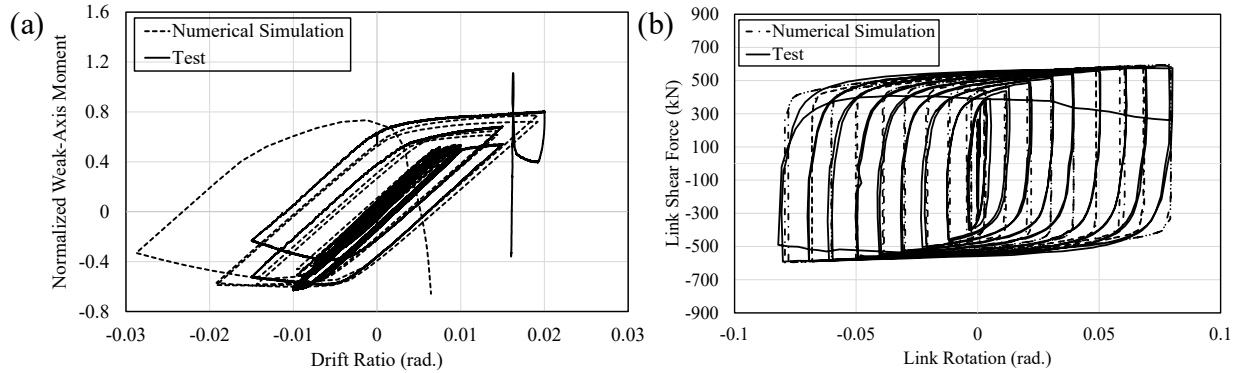 (a)
Normalized Weak-Axis Moment
1.6
1.2
0.8
0.4
0
-0.4
-0.8
Numerical Simulation
Test
-0.03 -0.02 -0.01 0 0.01 0.02 0.03
Drift Ratio (rad.)
(b)
Link Shear Force (kN)
900
700
500
300
100
-100
-300
-500
-700
-900
Numerical Simulation
Test
-0.1 -0.05 0 0.05 0.1
Link Rotation (rad.)